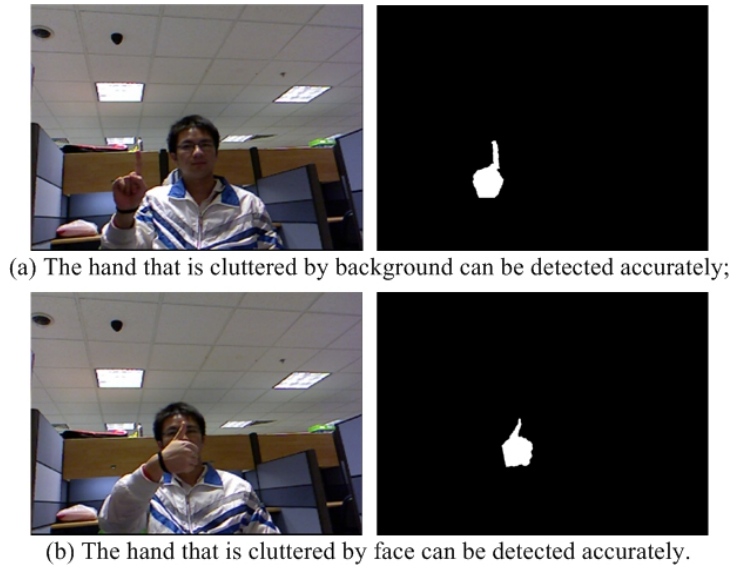 (a) The hand that is cluttered by background can be detected accurately;
(b) The hand that is cluttered by face can be detected accurately.